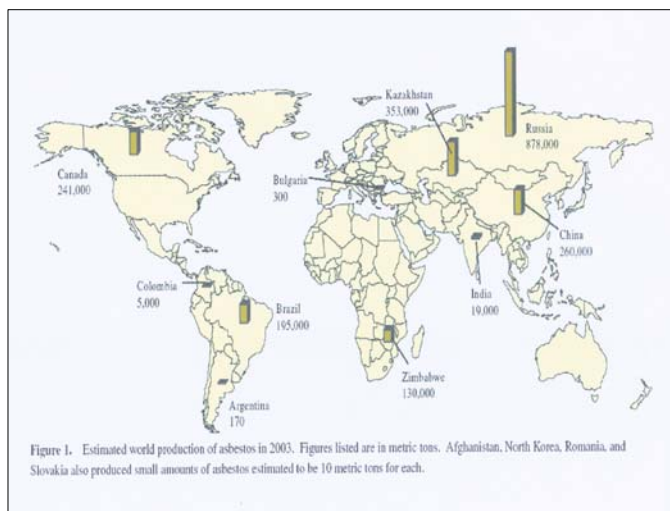 Kazakhstan
353,000
Russia
878,000
Canada
241,000
Bulgaria
300
China
260,000
Colombia
5,000
Brazil
195,000
India
19,000
Zimbabwe
130,000
Argentina
170
Figure 1. Estimated world production of asbestos in 2003. Figures listed are in metric tons. Afghanistan, North Korea, Romania, and
Slovakia also produced small amounts of asbestos estimated to be 10 metric tons for each.